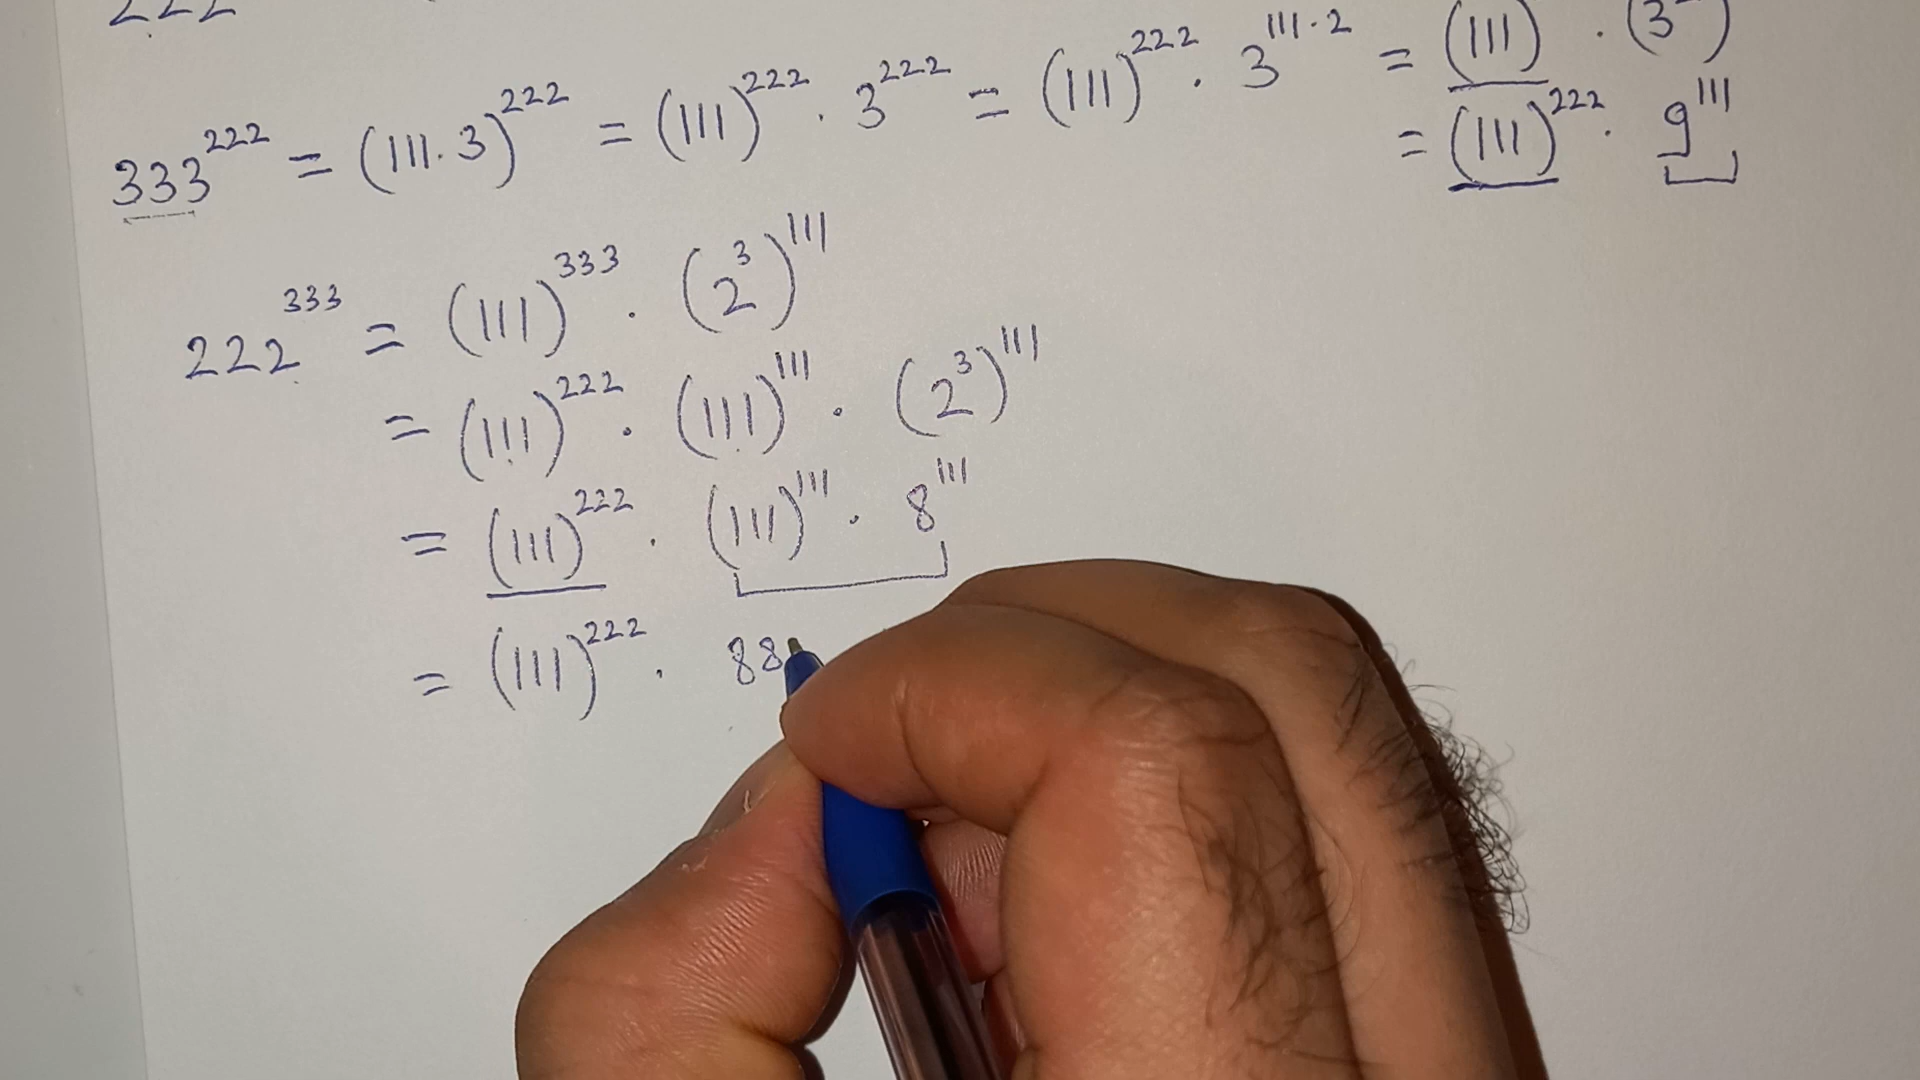 222
333^222 = (111·3)^222 = (111)^222 · 3^222 = (111)^222 · 3^111·2 = (111) · (3
= (111)^222 · 9^111
222^333 = (111)^333 · (2^3)^111
= (111)^222 · (111)^111 · (2^3)^111
= (111)^222 · (111)^111 · 8^111
= (111)^222 · 88